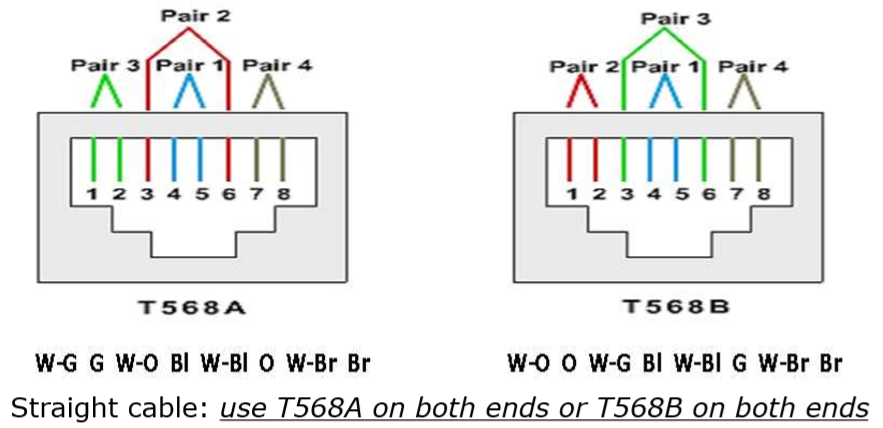 Pair 2
Pair 3 Pair 1 Pair 4
1 2 3 4 5 6 7 8
T568A
W-G G W-O Bl W-Bl O W-Br Br
Pair 3
Pair 2 Pair 1 Pair 4
1 2 3 4 5 6 7 8
T568B
W-O O W-G Bl W-Bl G W-Br Br
Straight cable: use T568A on both ends or T568B on both ends